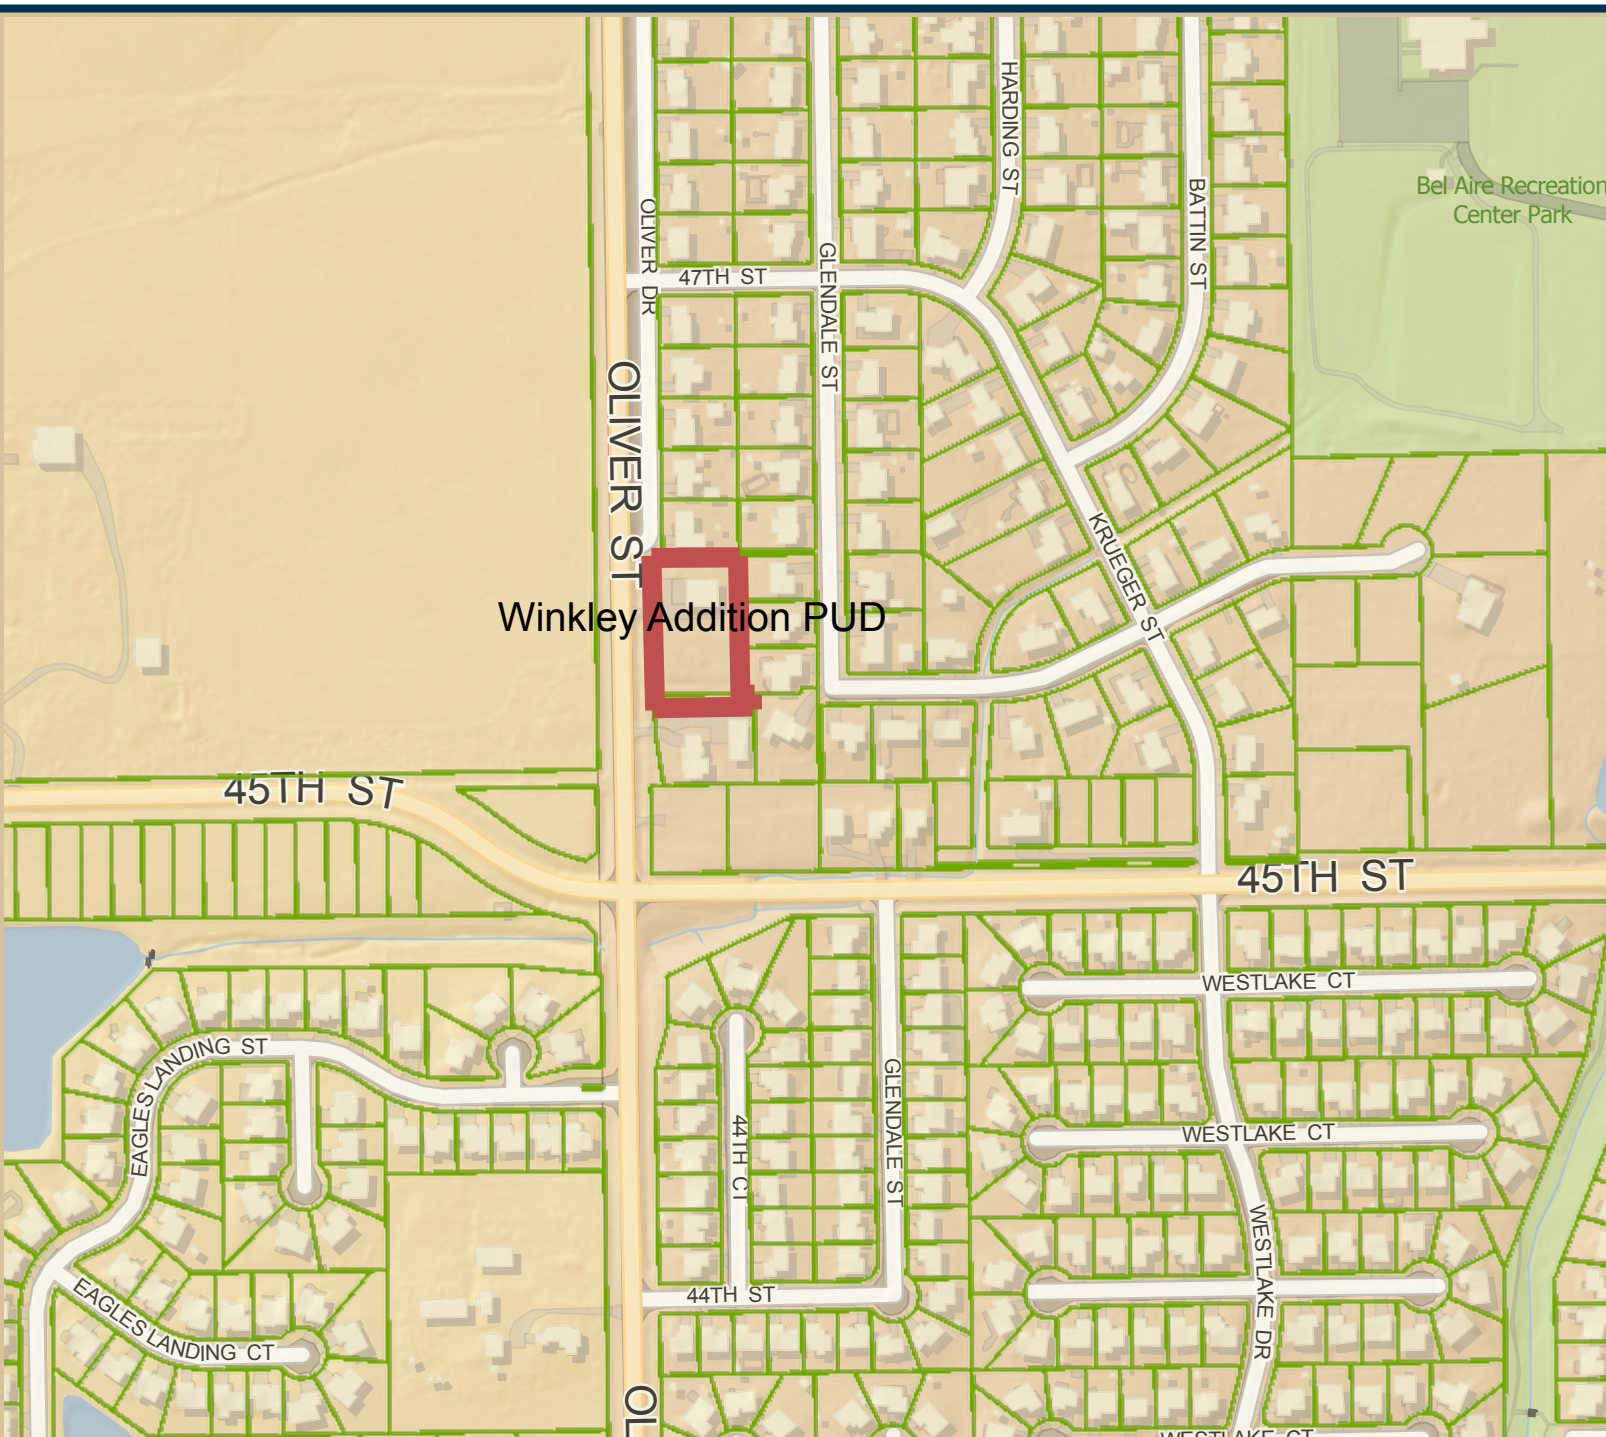 HARDING ST
Bel Aire Recreation
Center Park
BATTIN ST
OLIVER DR
GLENDALE ST
47TH ST
OLIVER ST
KRUEGER ST
Winkley Addition PUD
45TH ST
45TH ST
WESTLAKE CT
EAGLES LANDING ST
GLENDALE ST
44TH CT
WESTLAKE CT
WESTLAKE DR
44TH ST
EAGLES LANDING CT
OL
WESTLAKE CT